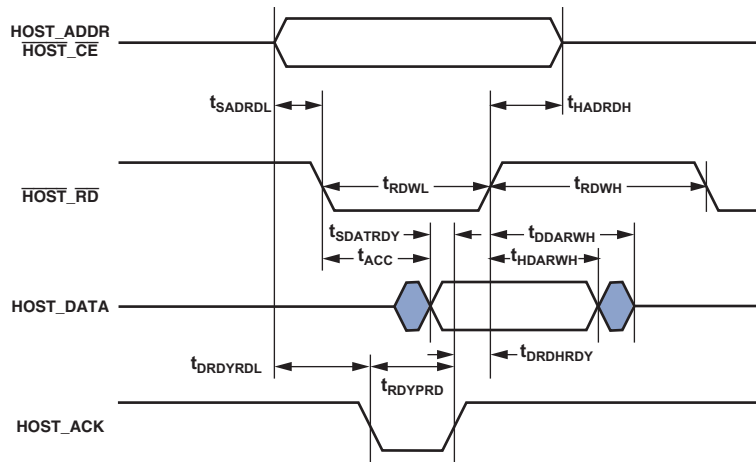 HOST_ADDR
HOST_CE
tSADRDL
tHADRDH
HOST_RD
tRDWL
tRDWH
tSDATRDY
tDDARWH
tACC
tHDARWH
HOST_DATA
tDRDYRDL
tDRDHRDY
tRDYPRD
HOST_ACK